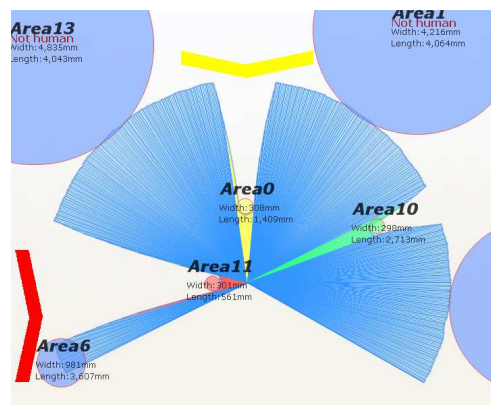 Area13
Not human
Width:4,835mm
Length:4,043mm
Area1
Not human
Width:4,216mm
Length:4,064mm
Area0
Width:308mm
Length:1,409mm
Area10
Width:298mm
Length:2,713mm
Area11
Width:301mm
Length:561mm
Area6
Width:981mm
Length:3,607mm